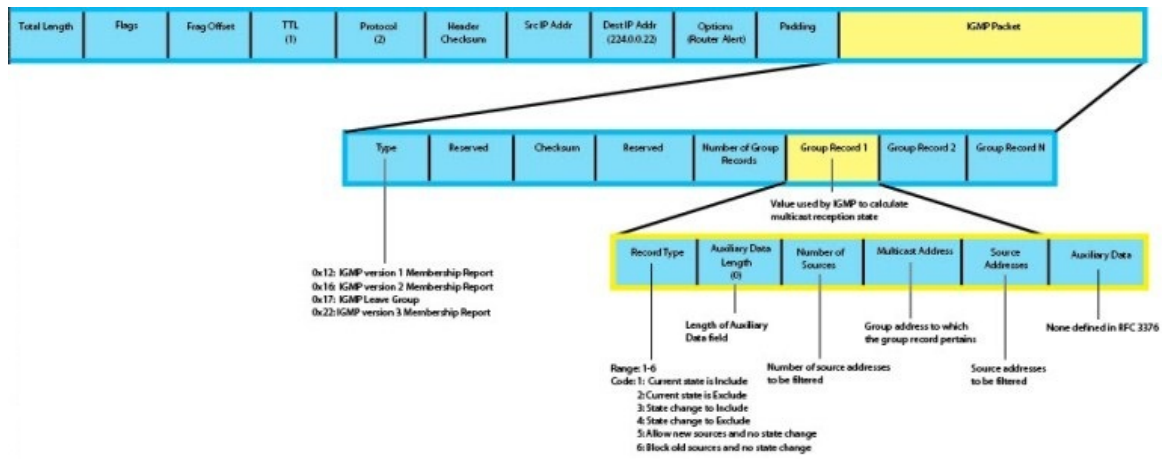 Total Length
Flags
Frag Offset
TTL
(1)
Protocol
(2)
Header
Checksum
Src IP Addr
Dest IP Addr
(224.0.0.22)
Options
(Router Alert)
Padding
IGMP Packet
Type
Reserved
Checksum
Reserved
Number of Group
Records
Group Record 1
Group Record 2
Group Record N
Value used by IGMP to calculate
multicast reception state
Record Type
Auxiliary Data
Length
(0)
Number of
Sources
Multicast Address
Source
Addresses
Auxiliary Data
0x12: IGMP version 1 Membership Report
0x16: IGMP version 2 Membership Report
0x17: IGMP Leave Group
0x22: IGMP version 3 Membership Report
Length of Auxiliary
Data field
Group address to which
the group record pertains
None defined in RFC 3376
Range: 1-6
Code: 1: Current state is Include
2: Current state is Exclude
3: State change to Include
4: State change to Exclude
5: Allow new sources and no state change
6: Block old sources and no state change
Number of source addresses
to be filtered
Source addresses
to be filtered